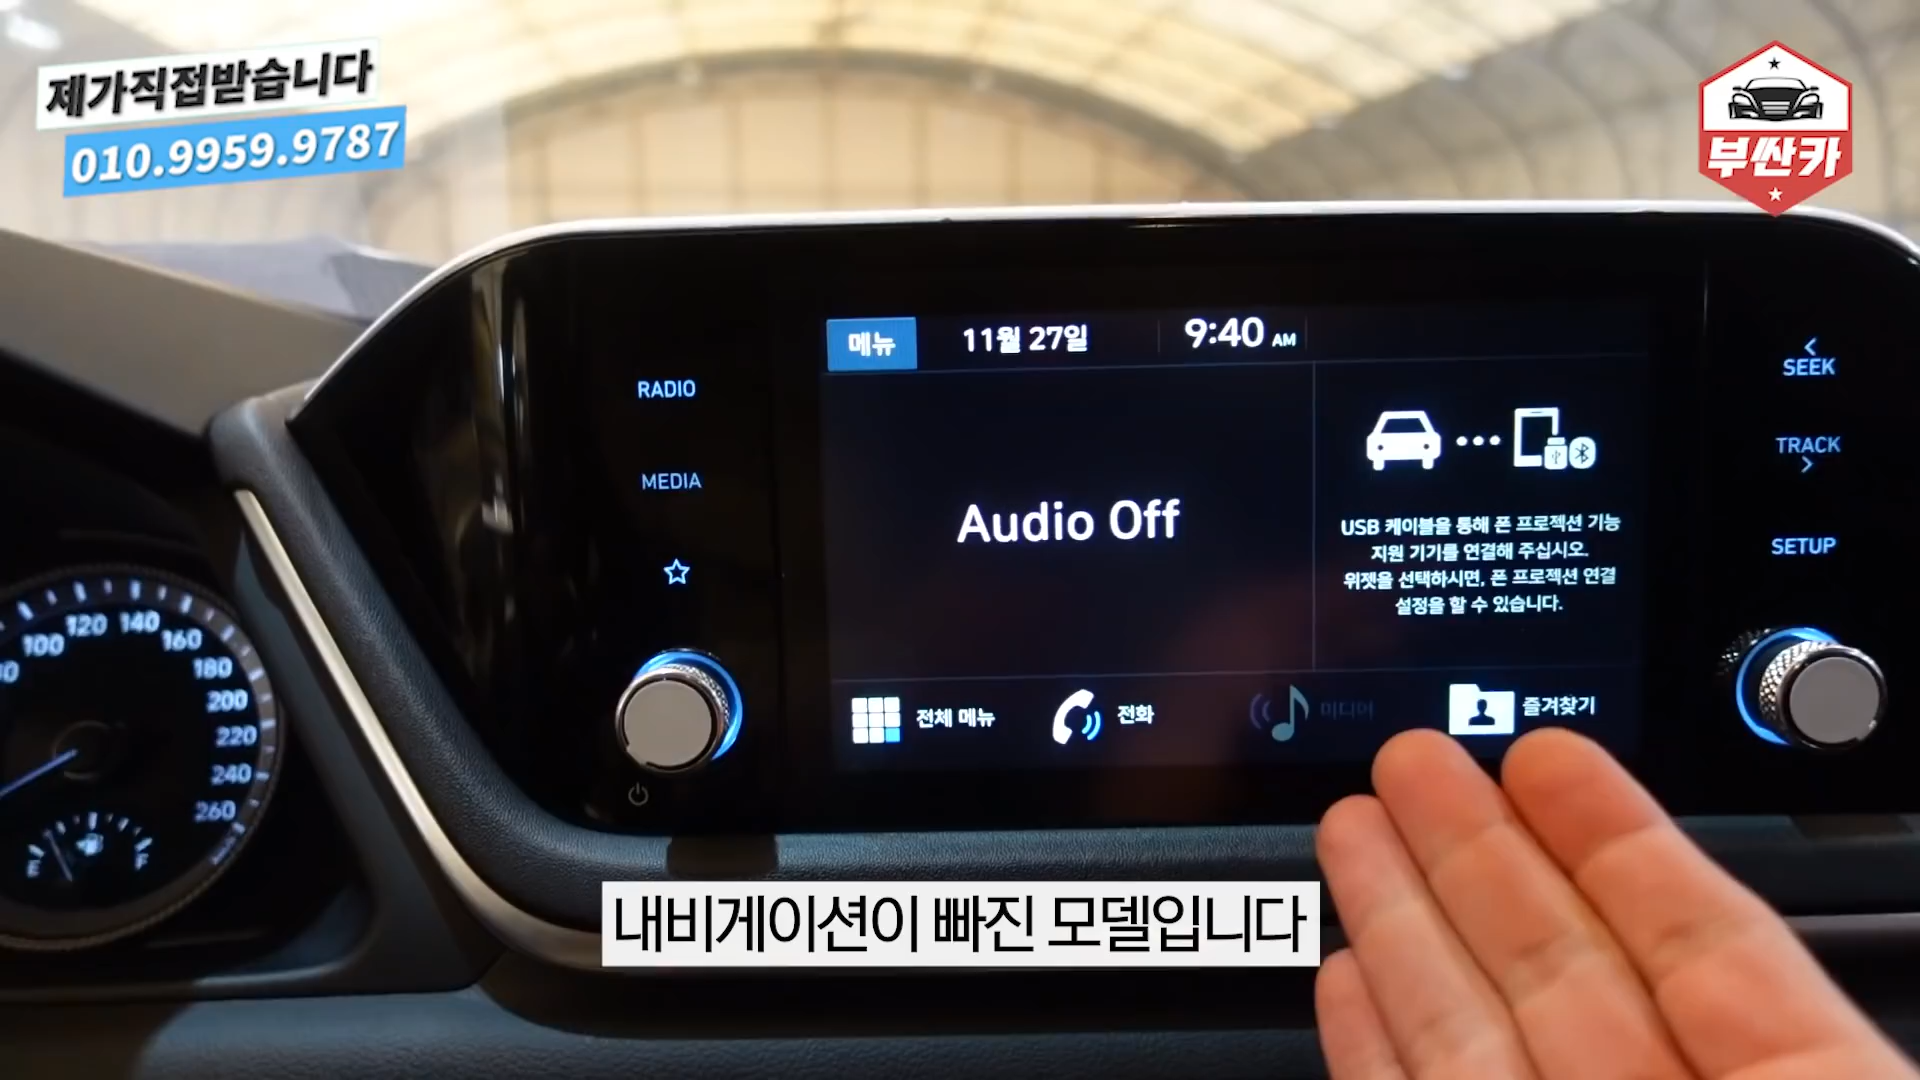 제가직접받습니다
010.9959.9787
부싼카
메뉴
11월 27일
9:40 AM
RADIO
MEDIA
Audio Off
USB 케이블을 통해 폰 프로젝션 기능
지원 기기를 연결해 주십시오.
위젯을 선택하시면, 폰 프로젝션 연결
설정을 할 수 있습니다.
SEEK
TRACK
SETUP
전체 메뉴
전화
미디어
즐겨찾기
100
120
140
160
180
200
220
240
260
E
F
내비게이션이 빠진 모델입니다